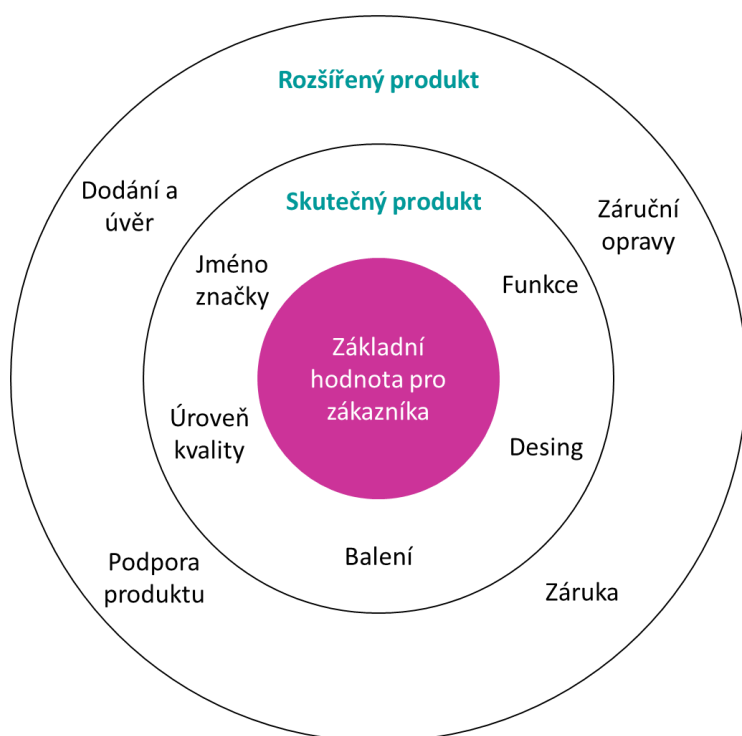 Rozšířený produkt
Dodání a
úvěr
Skutečný produkt
Záruční
opravy
Jméno
značky
Funkce
Základní
hodnota pro
zákazníka
Úroveň
kvality
Desing
Balení
Podpora
produktu
Záruka